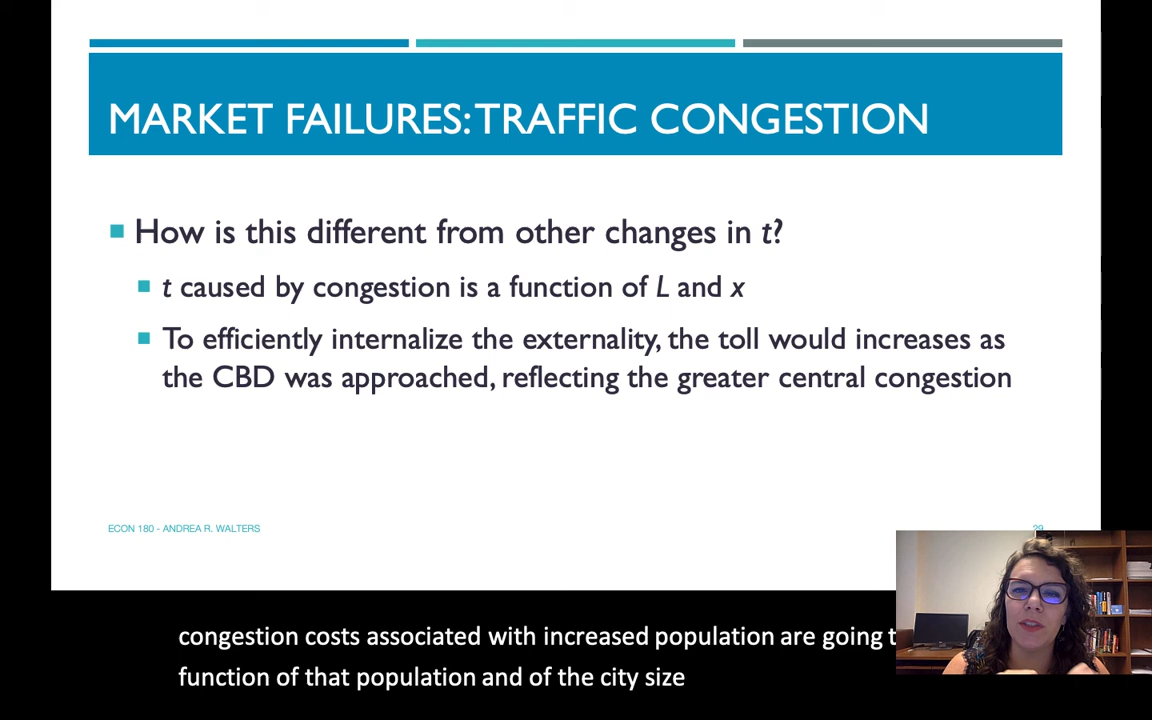 MARKET FAILURES: TRAFFIC CONGESTION
How is this different from other changes in t?
t caused by congestion is a function of L and x
To efficiently internalize the externality, the toll would increases as
the CBD was approached, reflecting the greater central congestion
ECON 180 - ANDREA R. WALTERS
congestion costs associated with increased population are going
function of that population and of the city size